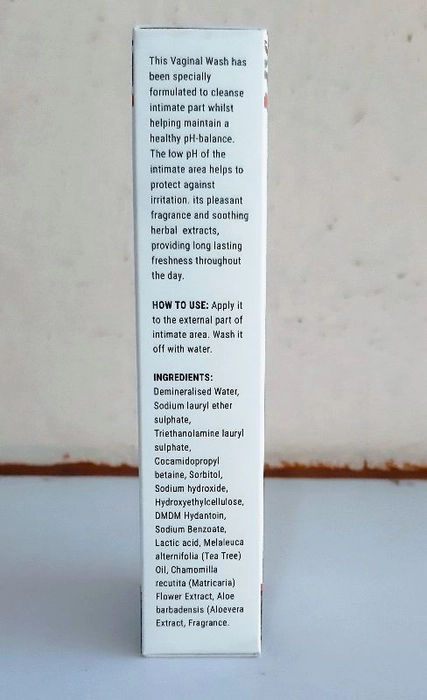 This Vaginal Wash has
been specially
formulated to cleanse
intimate part whilst
helping maintain a
healthy pH-balance.
The low pH of the
intimate area helps to
protect against
irritation. its pleasant
fragrance and soothing
herbal extracts,
providing long lasting
freshness throughout
the day.
HOW TO USE: Apply it
to the external part of
intimate area. Wash it
off with water.
INGREDIENTS:
Demineralised Water,
Sodium lauryl ether
sulphate,
Triethanolamine lauryl
sulphate,
Cocamidopropyl
betaine, Sorbitol,
Sodium hydroxide,
Hydroxyethylcellulose,
DMDM Hydantoin,
Sodium Benzoate,
Lactic acid, Melaleuca
alternifolia (Tea Tree)
Oil, Chamomilla
recutita (Matricaria)
Flower Extract, Aloe
barbadensis (Aloevera
Extract, Fragrance.